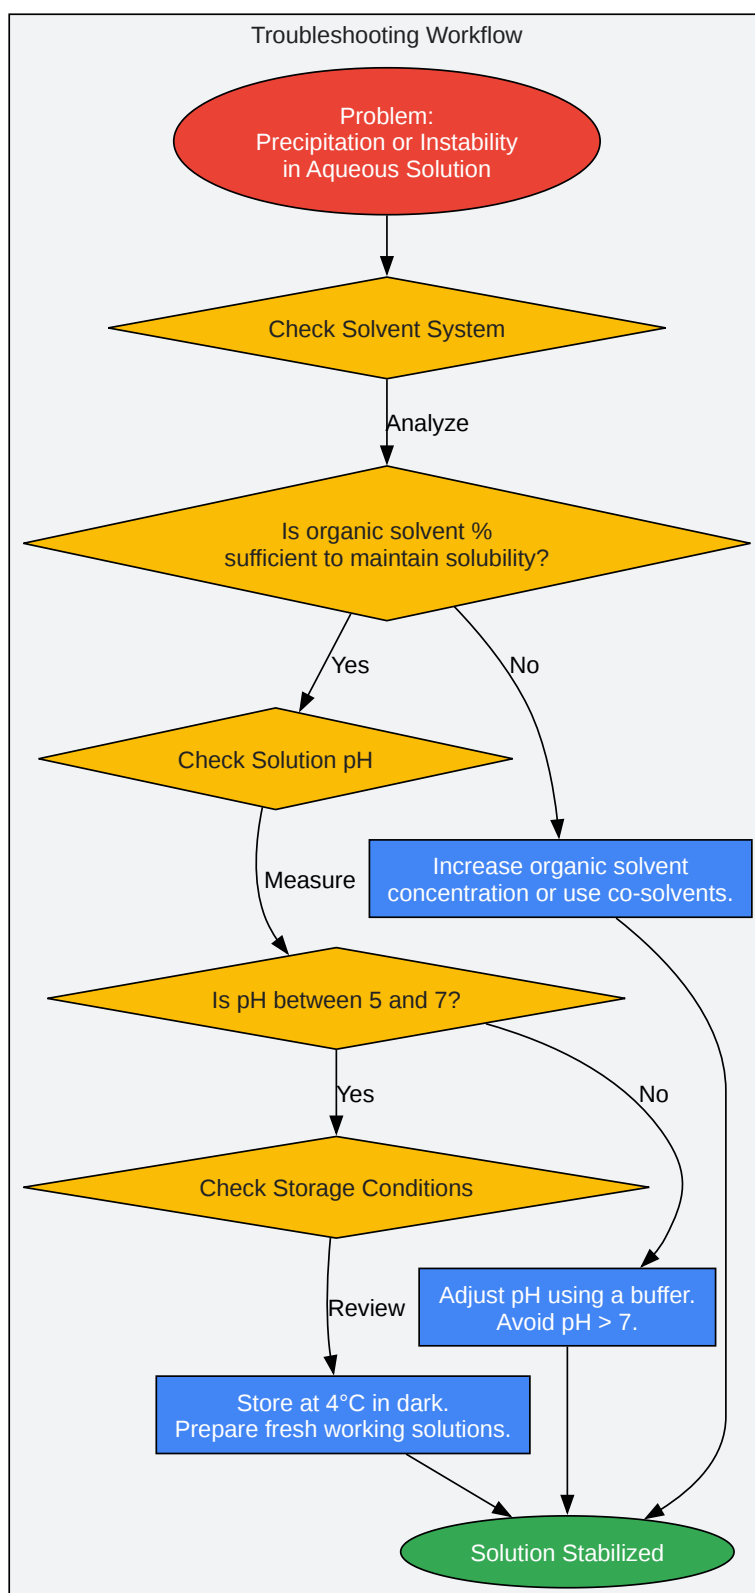 Troubleshooting Workflow
Problem:
Precipitation or Instability
in Aqueous Solution
Check Solvent System
Analyze
Is organic solvent %
sufficient to maintain solubility?
Yes
No
Check Solution pH
Increase organic solvent
concentration or use co-solvents.
Measure
Is pH between 5 and 7?
Yes
No
Check Storage Conditions
Adjust pH using a buffer.
Avoid pH > 7.
Review
Store at 4°C in dark.
Prepare fresh working solutions.
Solution Stabilized